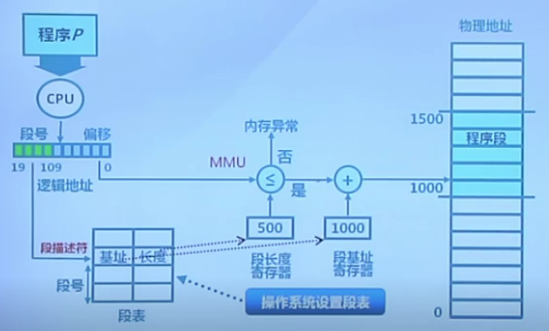 程序P
物理地址
CPU
段号
偏移
内存异常
1500
程序段
MMU
否
19
109
0
≤
+
逻辑地址
是
1000
段描述符
500
1000
基址
长度
段长度
寄存器
段基址
寄存器
段号
操作系统设置段表
段表
0